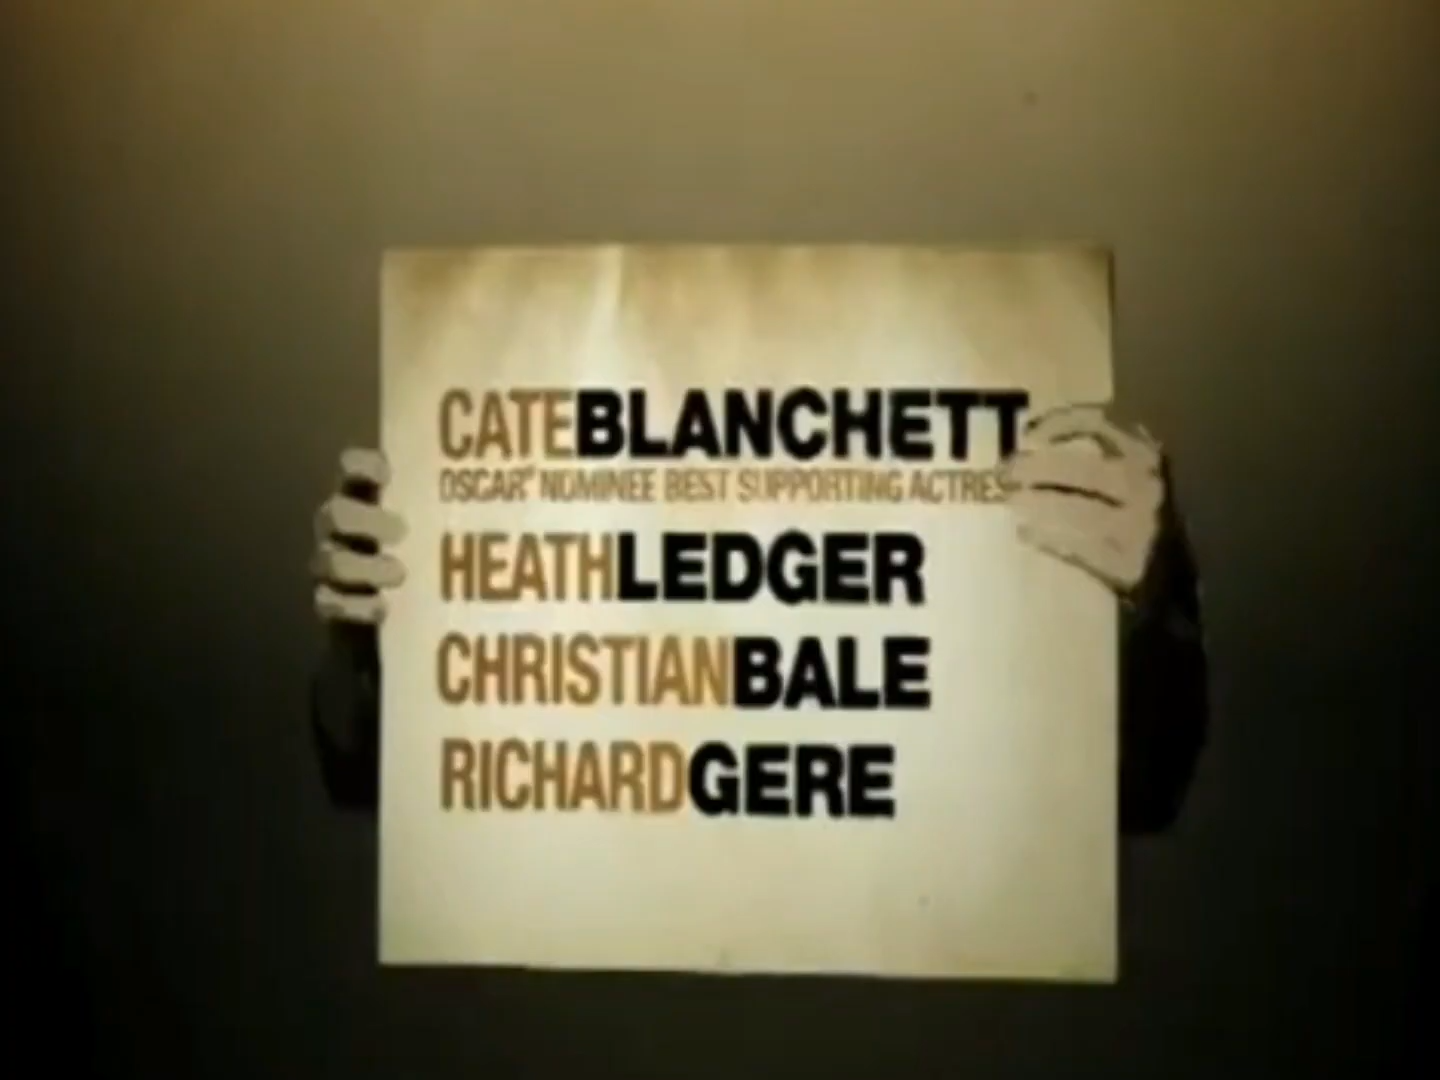 CATEBLANCHETT
OSCAR® NOMINEE BEST SUPPORTING ACTRES
HEATHLEDGER
CHRISTIANBALE
RICHARDGERE